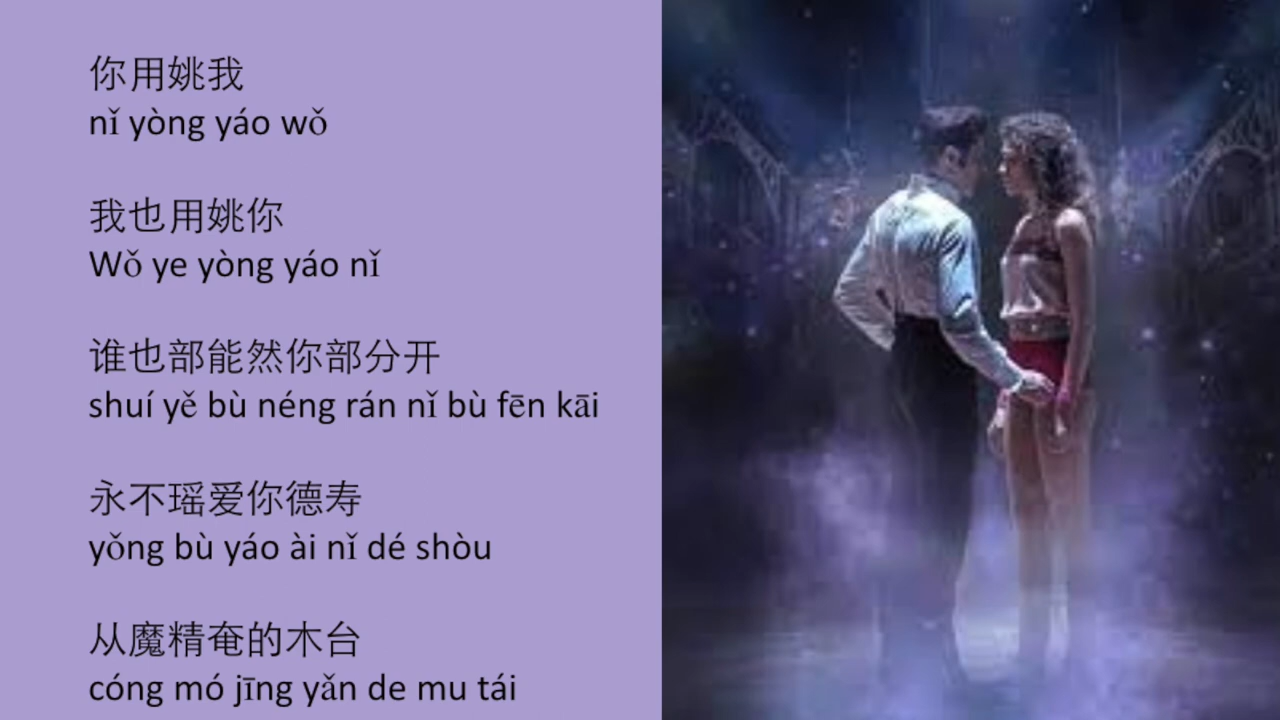 你用姚我
nǐ yòng yáo wǒ
我也用姚你
Wǒ ye yòng yáo nǐ
谁也部能然你部分开
shuí yě bù néng rán nǐ bù fēn kāi
永不瑶爱你德寿
yǒng bù yáo ài nǐ dé shòu
从魔精奄的木台
cóng mó jīng yǎn de mu tái